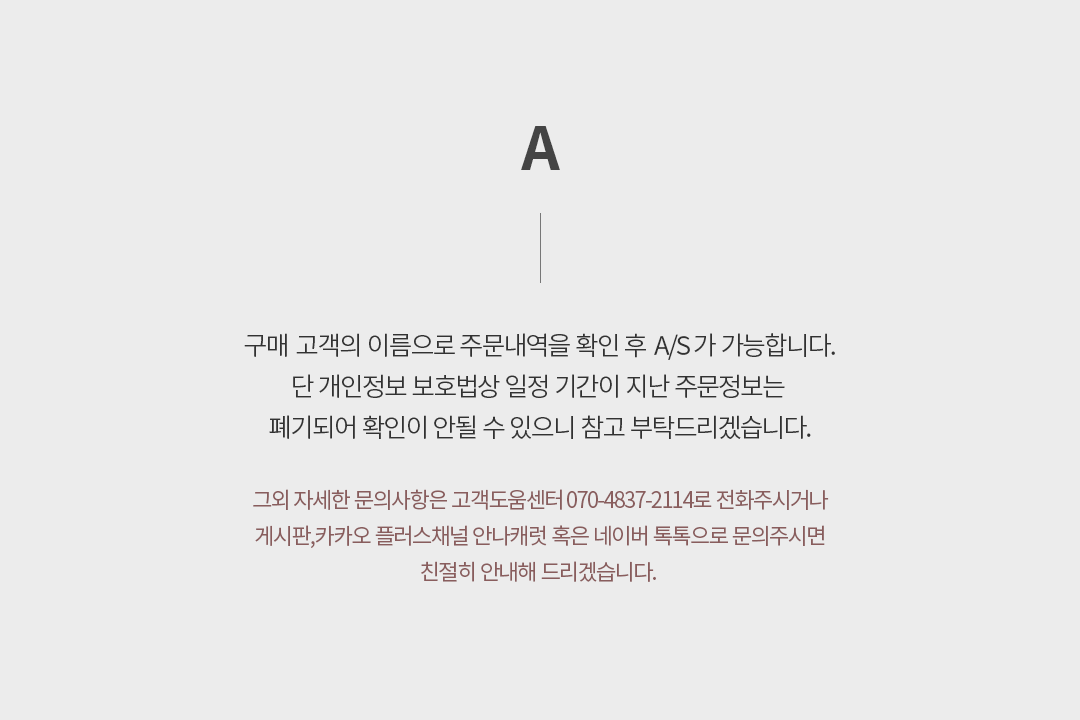 A
구매 고객의 이름으로 주문내역을 확인 후 A/S가 가능합니다.
단 개인정보 보호법상 일정 기간이 지난 주문정보는
폐기되어 확인이 안될 수 있으니 참고 부탁드리겠습니다.
그외 자세한 문의사항은 고객도움센터 070-4837-2114로 전화주시거나
게시판,카카오 플러스채널 안나캐럿 혹은 네이버 톡톡으로 문의주시면
친절히 안내해 드리겠습니다.